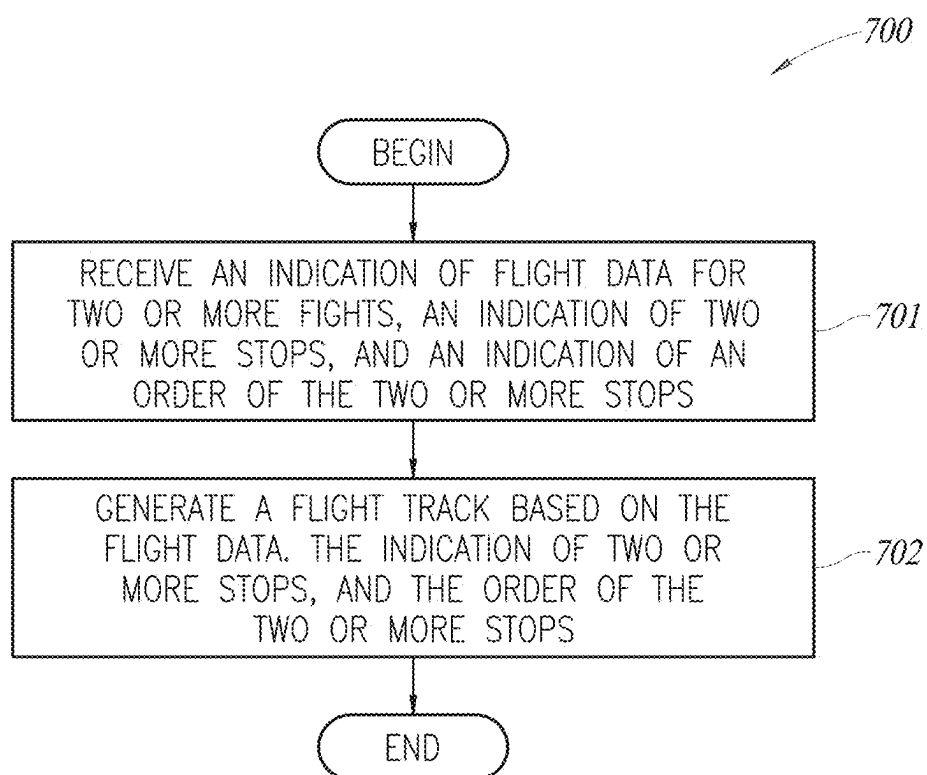 700
BEGIN
RECEIVE AN INDICATION OF FLIGHT DATA FOR
TWO OR MORE FIGHTS, AN INDICATION OF TWO
OR MORE STOPS, AND AN INDICATION OF AN
ORDER OF THE TWO OR MORE STOPS
701
GENERATE A FLIGHT TRACK BASED ON THE
FLIGHT DATA. THE INDICATION OF TWO OR
MORE STOPS, AND THE ORDER OF THE
TWO OR MORE STOPS
702
END